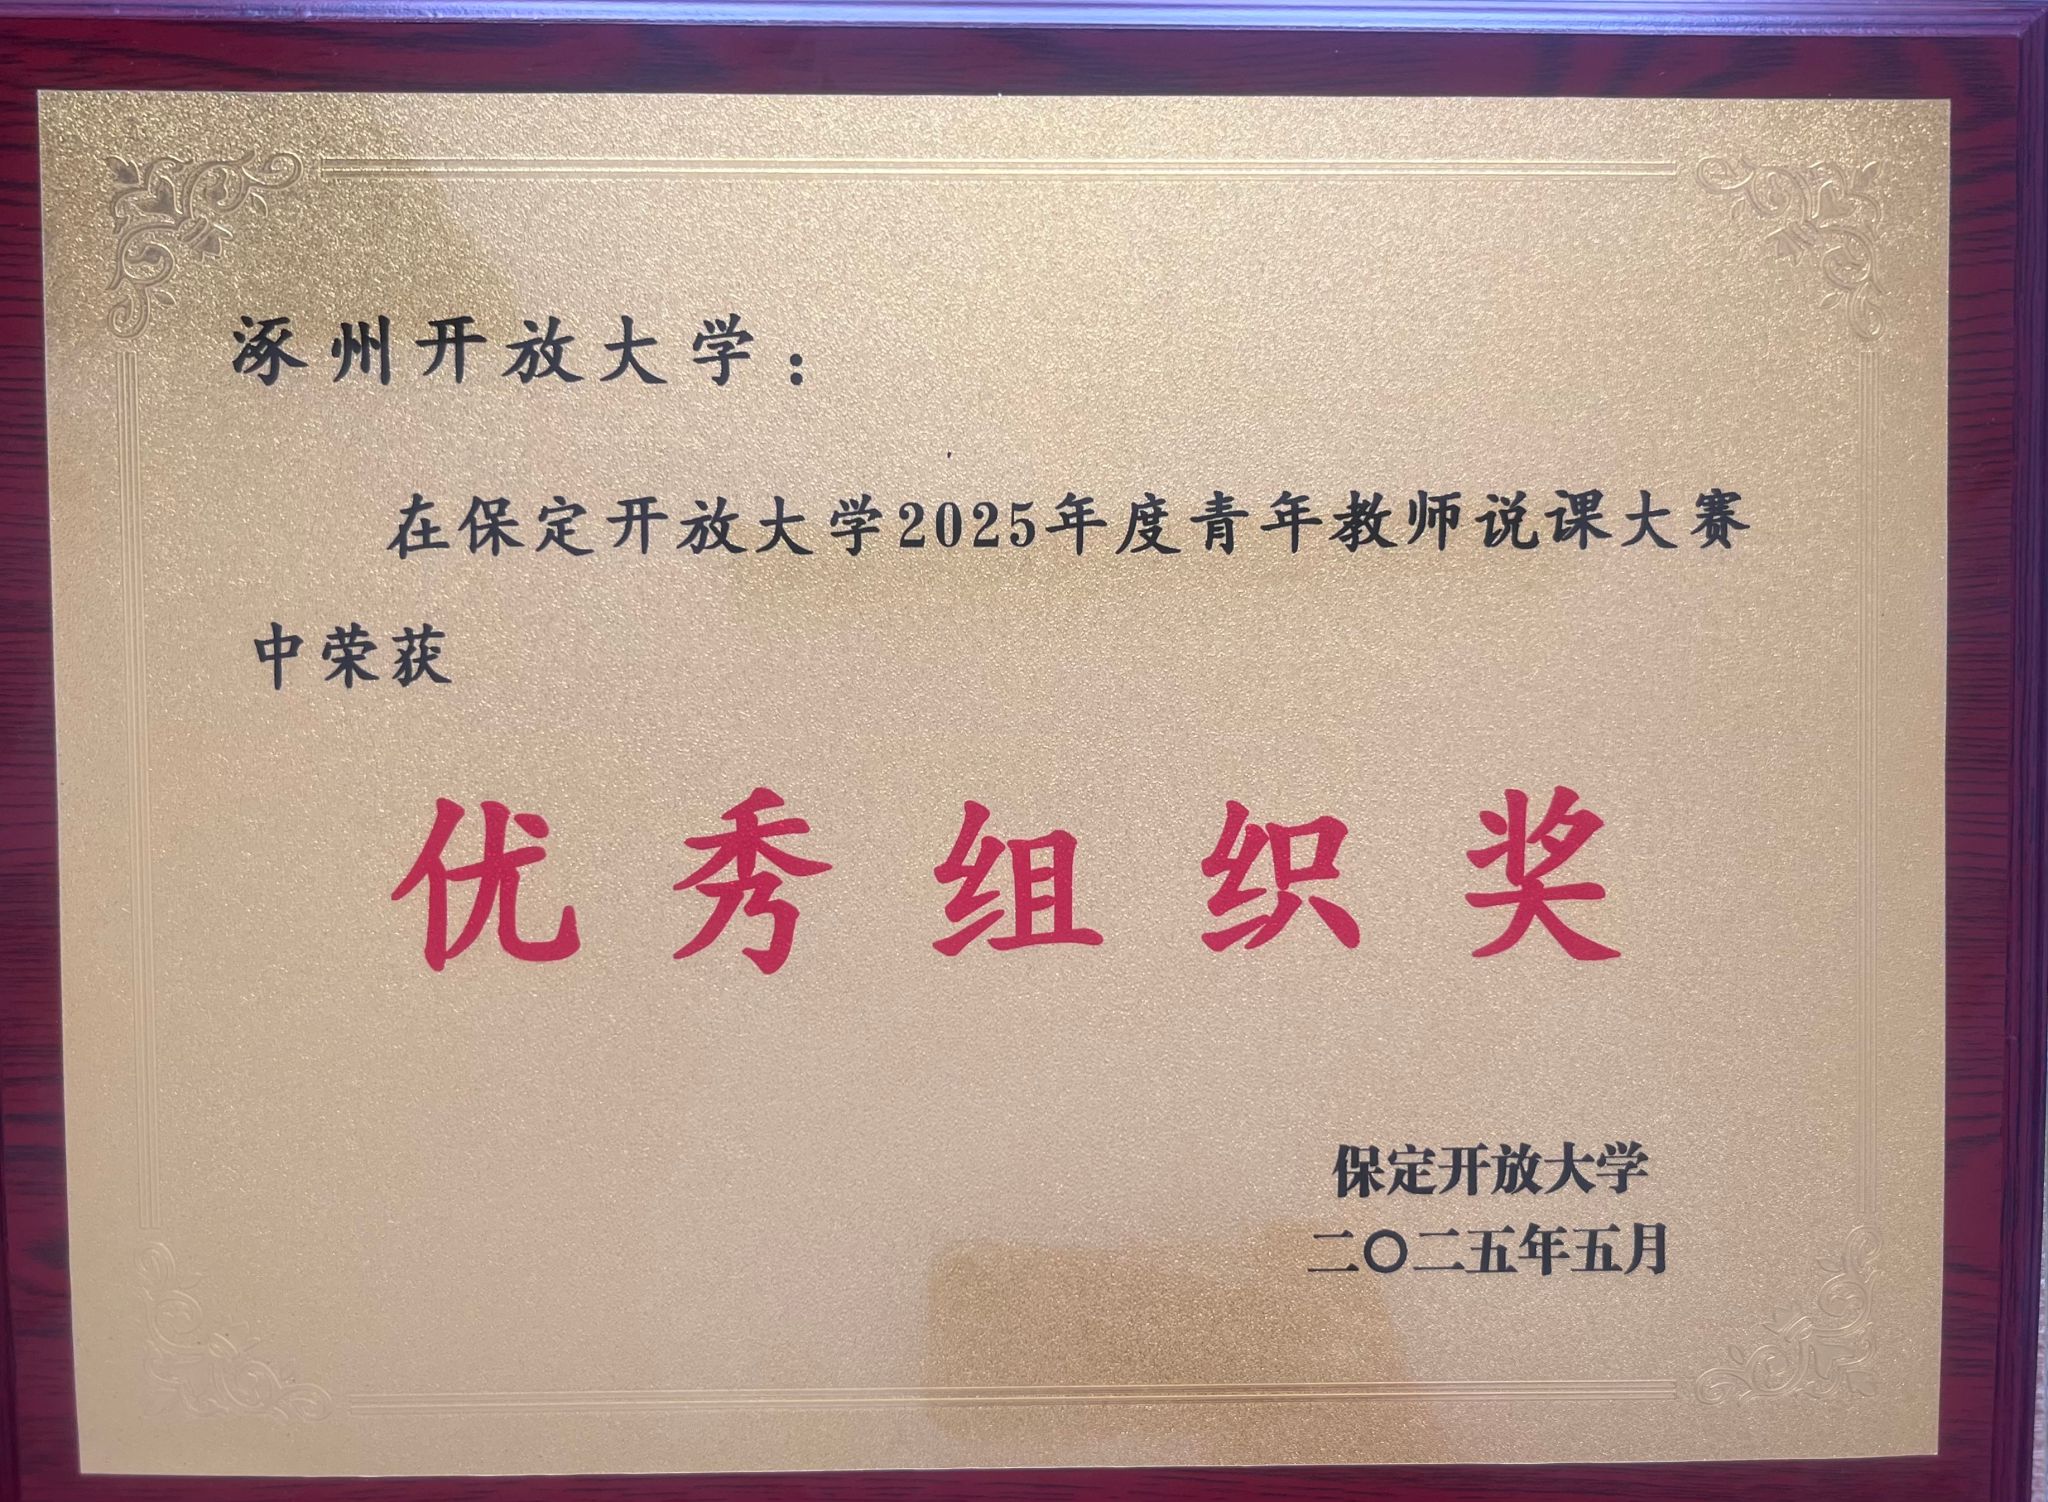 涿州开放大学：
在保定开放大学2025年度青年教师说课大赛
中荣获
优秀组织奖
保定开放大学
二〇二五年五月